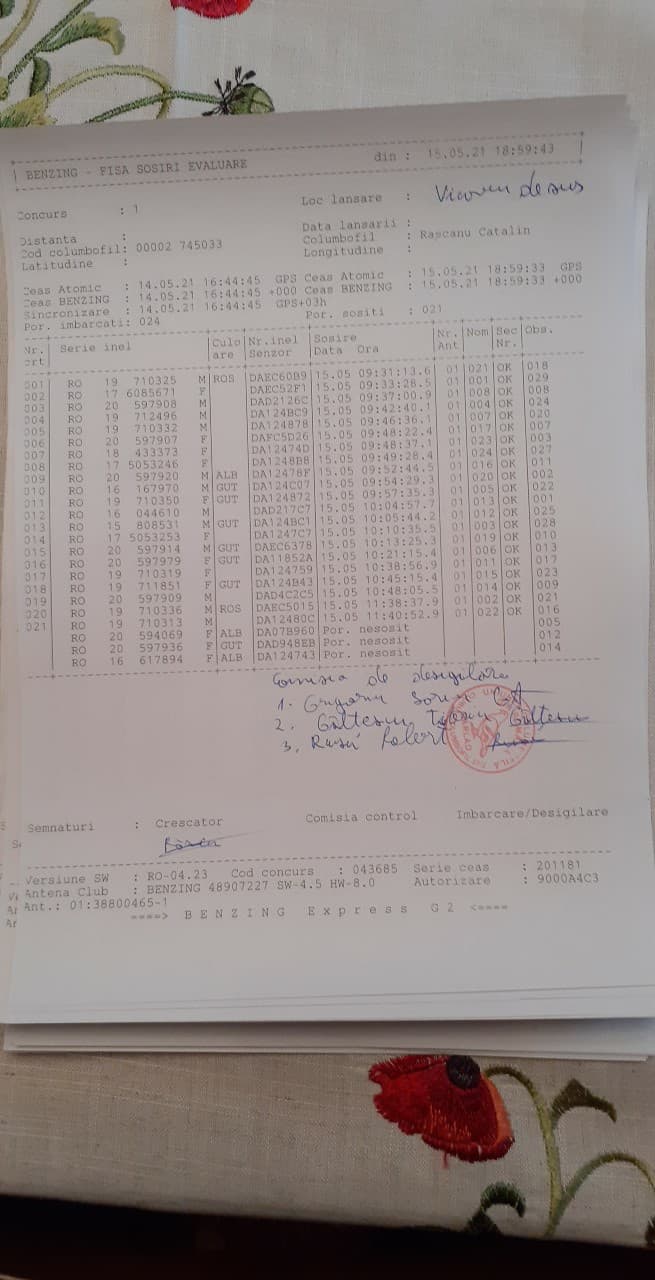 BENZING - FISA SOSIRI EVALUARE din : 15.05.21 18:59:43
Concurs : 1 Loc lansare : Vicovu de sus
Distanta : Data lansarii :
Cod columbofil: 00002 745033 Columbofil : Rascanu Catalin
Latitudine : Longitudine :
Ceas Atomic : 14.05.21 16:44:45 GPS Ceas Atomic : 15.05.21 18:59:33 GPS
Ceas BENZING : 14.05.21 16:44:45 +000 Ceas BENZING : 15.05.21 18:59:33 +000
Sincronizare : 14.05.21 16:44:45 GPS+03h
Por. imbarcati: 024 Por. sositi : 021
Nr. Serie inel Culo Nr.inel Sosire Nr. Nom Sec Obs.
crt are Senzor Data Ora Ant Nr.
001 RO 19 710325 M ROS DAEC60B9 15.05 09:31:13.6 01 021 OK 018
002 RO 17 6085671 F DAEC52F1 15.05 09:33:28.5 01 001 OK 029
003 RO 20 597908 M DAD2126C 15.05 09:37:00.9 01 008 OK 008
004 RO 19 712496 M DA124BC9 15.05 09:42:40.1 01 004 OK 024
005 RO 19 710332 M DA124878 15.05 09:46:36.1 01 007 OK 020
006 RO 20 597907 F DAFC5D26 15.05 09:48:22.4 01 017 OK 007
007 RO 18 433373 F DA12474D 15.05 09:48:37.1 01 023 OK 003
008 RO 17 5053246 F DA1248B8 15.05 09:49:28.4 01 024 OK 027
009 RO 20 597920 M ALB DA12478F 15.05 09:52:44.5 01 016 OK 011
010 RO 16 167970 M GUT DA124C07 15.05 09:54:29.3 01 020 OK 002
011 RO 19 710350 F GUT DA124872 15.05 09:57:35.3 01 005 OK 022
012 RO 16 044610 M DAD217C7 15.05 10:04:57.7 01 013 OK 001
013 RO 15 808531 M GUT DA124BC1 15.05 10:05:44.2 01 012 OK 025
014 RO 17 5053253 F DA1247C7 15.05 10:10:35.5 01 003 OK 028
015 RO 20 597914 M GUT DAEC6378 15.05 10:13:25.3 01 019 OK 010
016 RO 20 597979 F GUT DA11852A 15.05 10:21:15.4 01 006 OK 013
017 RO 19 710319 F DA124759 15.05 10:38:56.9 01 011 OK 017
018 RO 19 711851 F GUT DA124B43 15.05 10:45:15.4 01 015 OK 023
019 RO 20 597909 M DAD4C2C5 15.05 10:48:05.5 01 014 OK 009
020 RO 19 710336 M ROS DAEC5015 15.05 11:38:37.9 01 002 OK 021
021 RO 19 710313 M DA12480C 15.05 11:40:52.9 01 022 OK 016
RO 20 594069 F ALB DA07B960 Por. nesosit 005
RO 20 597936 F GUT DAD948EB Por. nesosit 012
RO 16 617894 F ALB DA124743 Por. nesosit 014
Comisia de desigilare
1. Grigoriu Sorin
2. Galtescu Galtescu
3. Rusu Robert
Semnaturi : Crescator Comisia control Imbarcare/Desigilare
Versiune SW : RO-04.23 Cod concurs : 043685 Serie ceas : 201181
Antena Club : BENZING 48907227 SW-4.5 HW-8.0 Autorizare : 9000A4C3
Ant.: 01:38800465-1
====> B E N Z I N G E x p r e s s G 2 <====